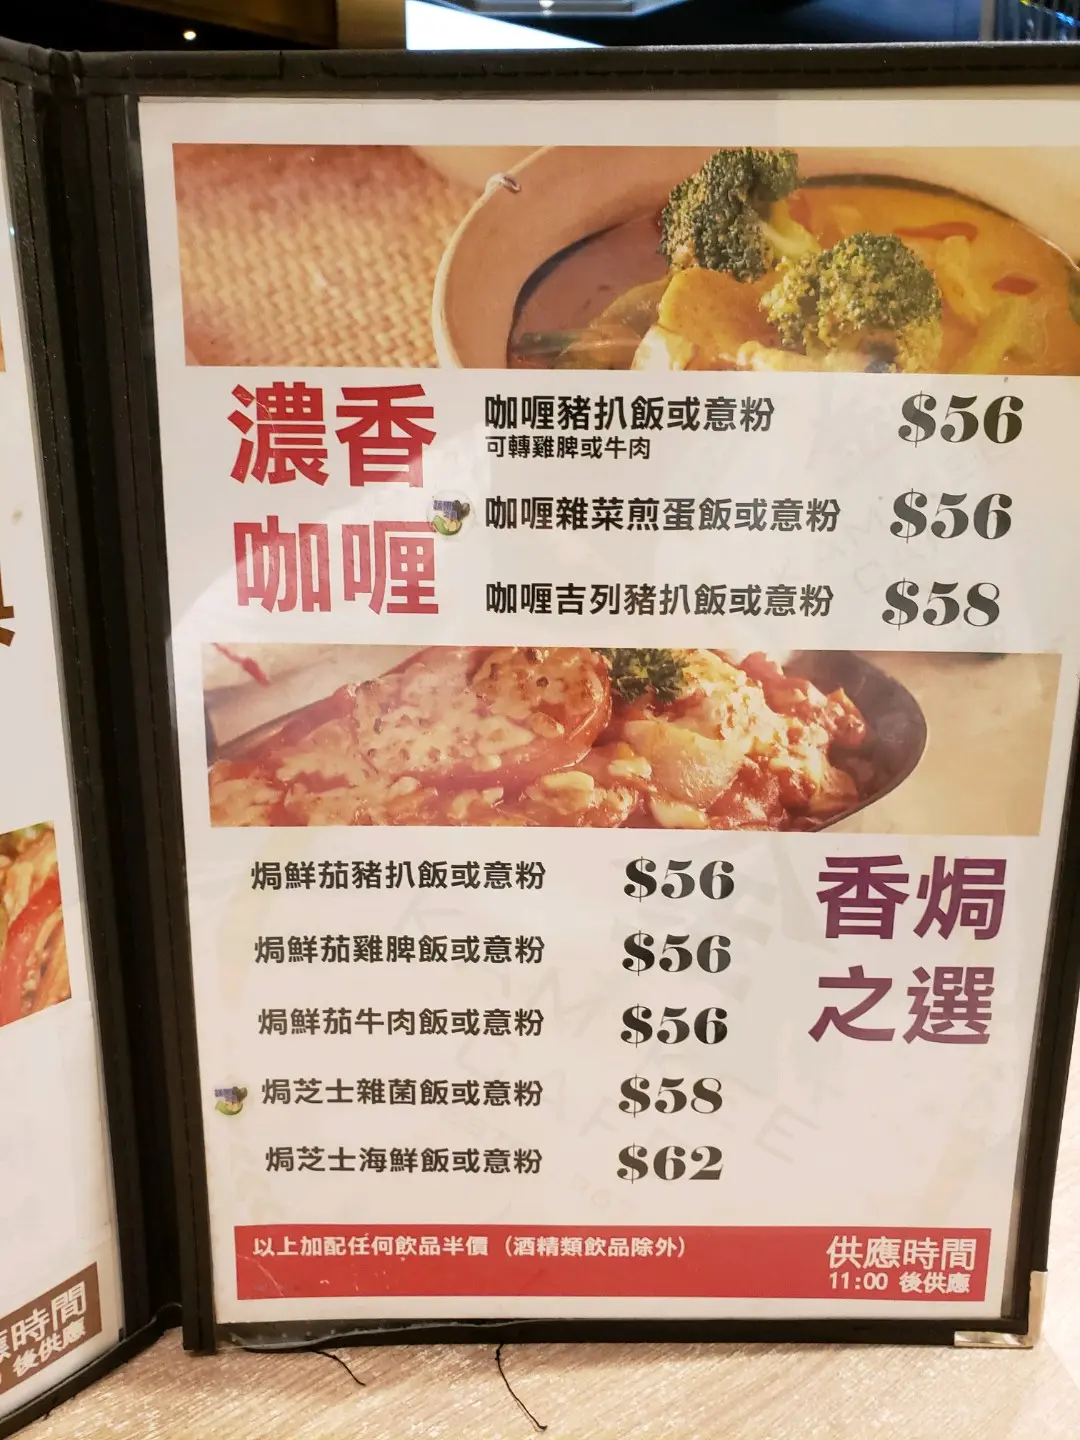 濃香
咖喱
咖喱豬扒飯或意粉 $56
可轉雞脾或牛肉
咖喱雜菜煎蛋飯或意粉 $56
咖喱吉列豬扒飯或意粉 $58
香焗
之選
焗鮮茄豬扒飯或意粉 $56
焗鮮茄雞脾飯或意粉 $56
焗鮮茄牛肉飯或意粉 $56
焗芝士雜菌飯或意粉 $58
焗芝士海鮮飯或意粉 $62
以上加配任何飲品半價（酒精類飲品除外）
供應時間
11:00 後供應
時間
後供應